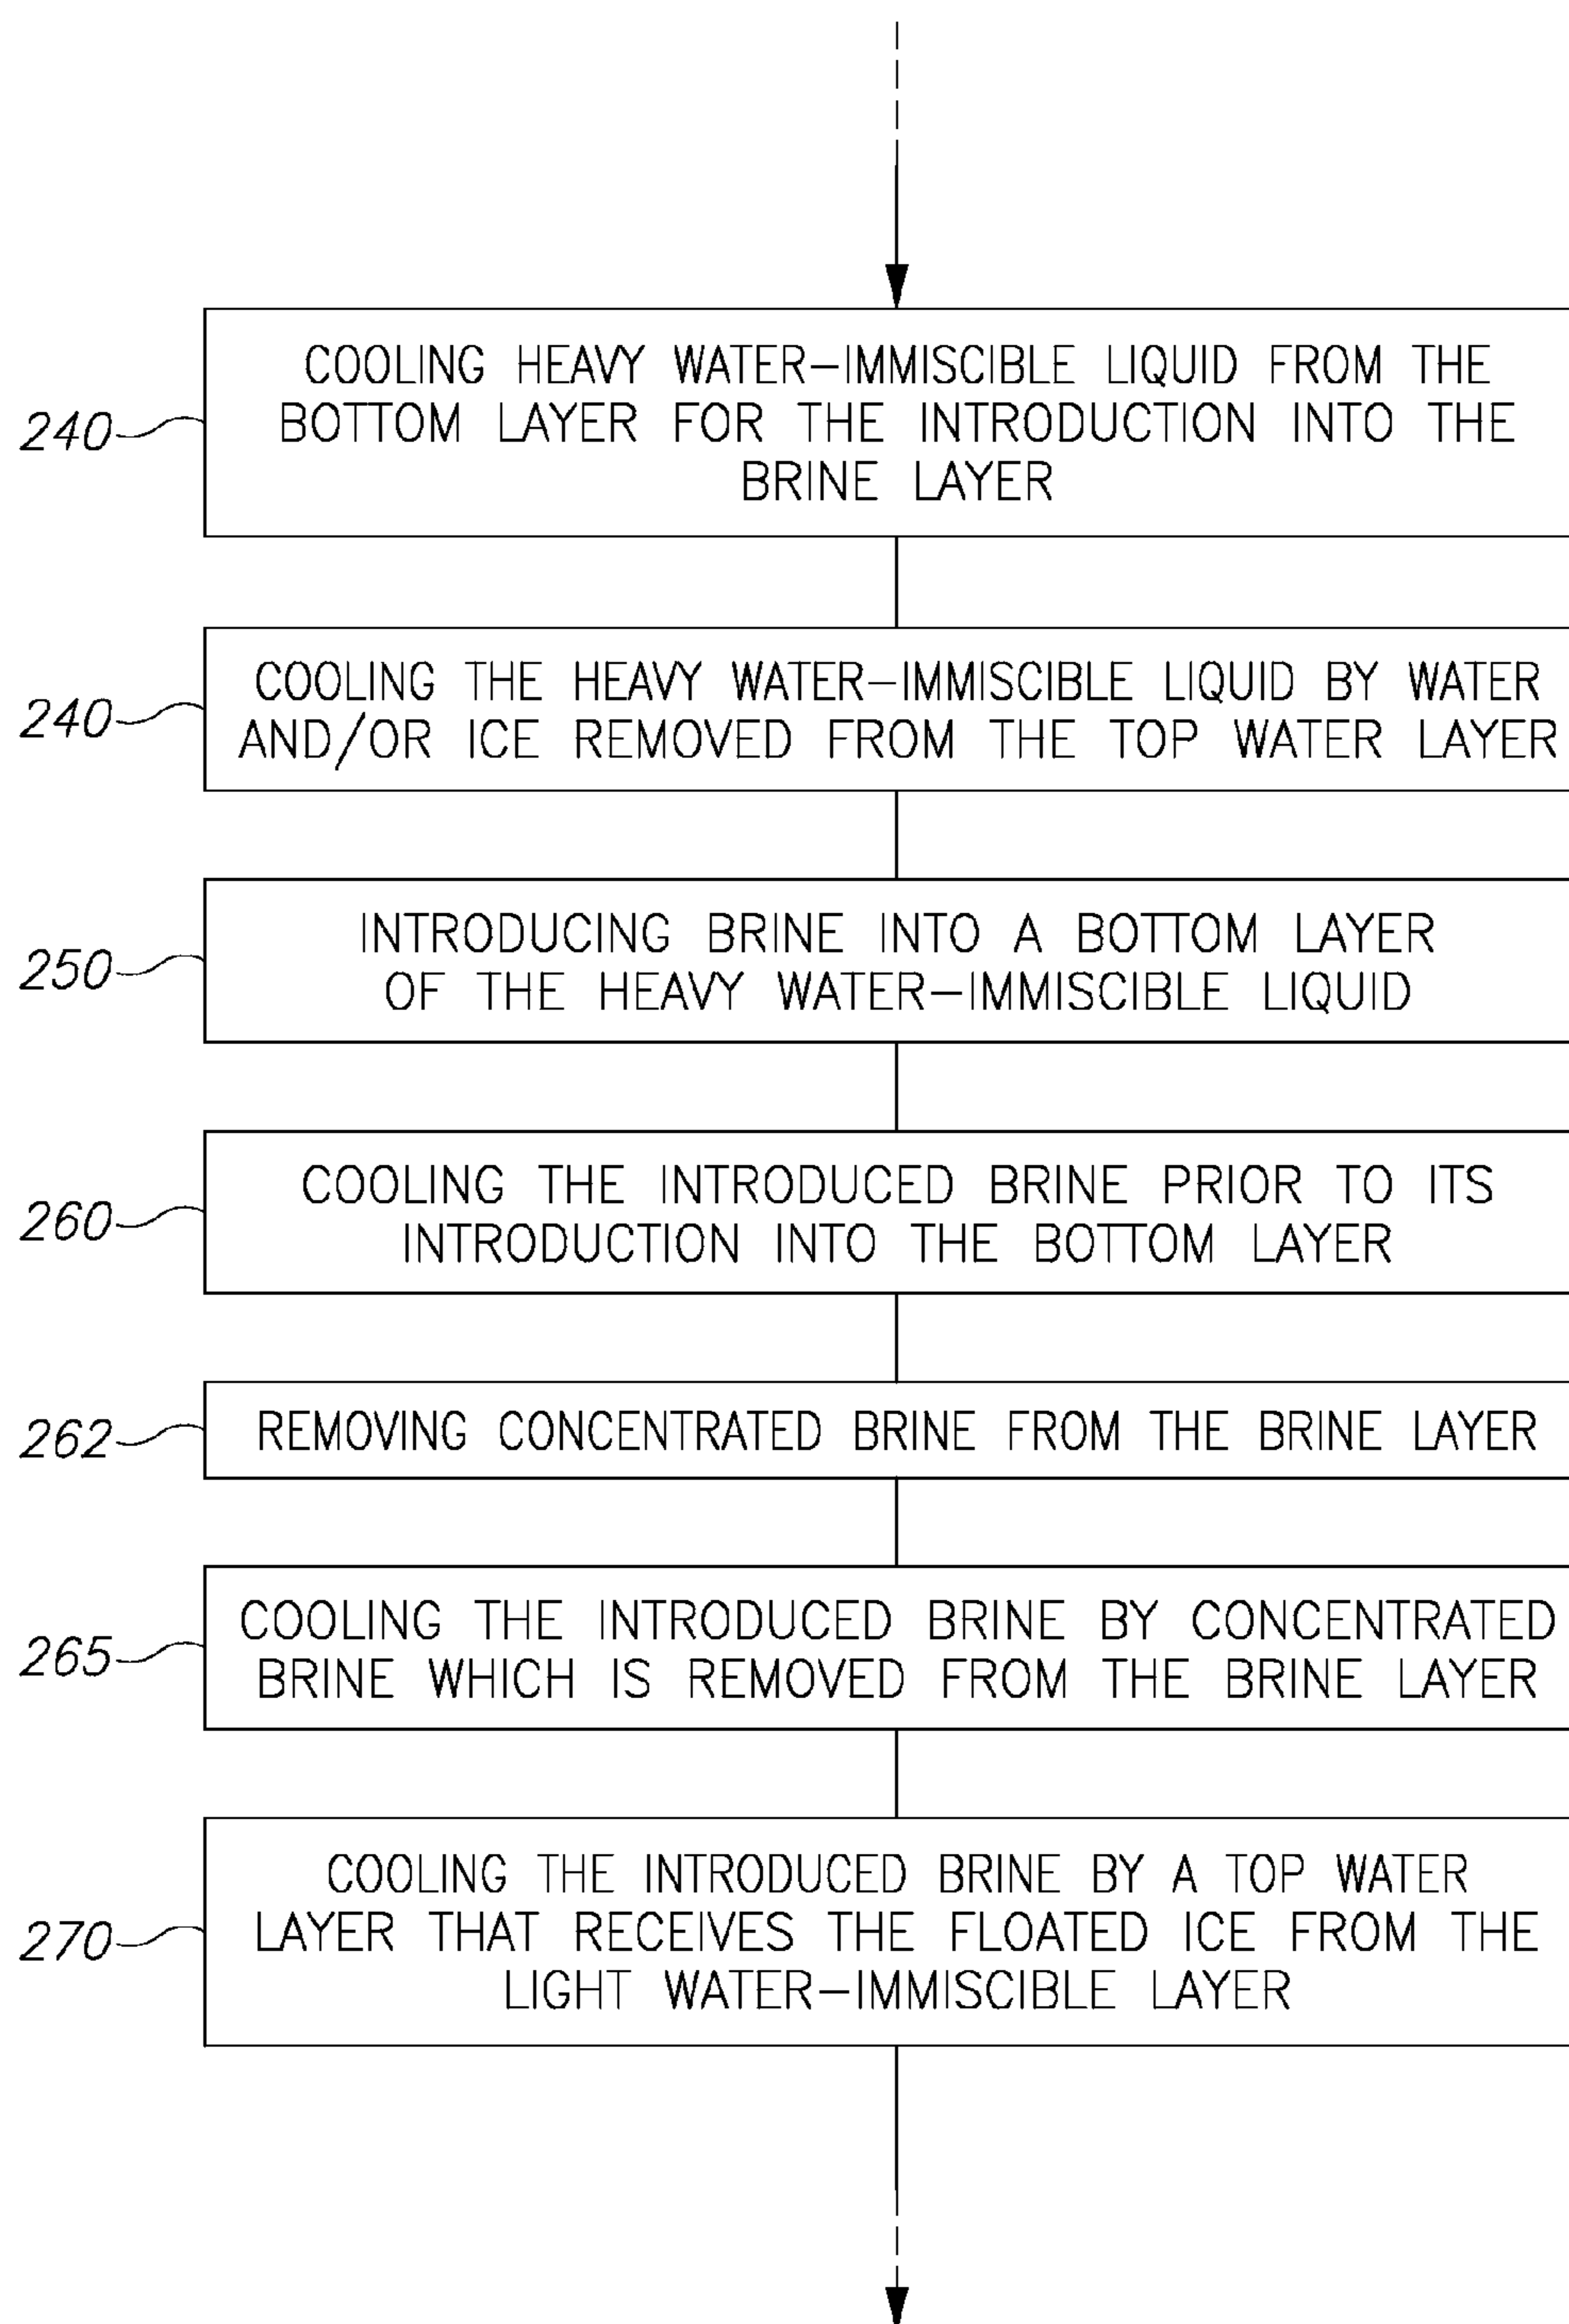 COOLING HEAVY WATER-IMMISCIBLE LIQUID FROM THE
BOTTOM LAYER FOR THE INTRODUCTION INTO THE
BRINE LAYER
240
COOLING THE HEAVY WATER-IMMISCIBLE LIQUID BY WATER
AND/OR ICE REMOVED FROM THE TOP WATER LAYER
240
INTRODUCING BRINE INTO A BOTTOM LAYER
OF THE HEAVY WATER-IMMISCIBLE LIQUID
250
COOLING THE INTRODUCED BRINE PRIOR TO ITS
INTRODUCTION INTO THE BOTTOM LAYER
260
REMOVING CONCENTRATED BRINE FROM THE BRINE LAYER
262
COOLING THE INTRODUCED BRINE BY CONCENTRATED
BRINE WHICH IS REMOVED FROM THE BRINE LAYER
265
COOLING THE INTRODUCED BRINE BY A TOP WATER
LAYER THAT RECEIVES THE FLOATED ICE FROM THE
LIGHT WATER-IMMISCIBLE LAYER
270